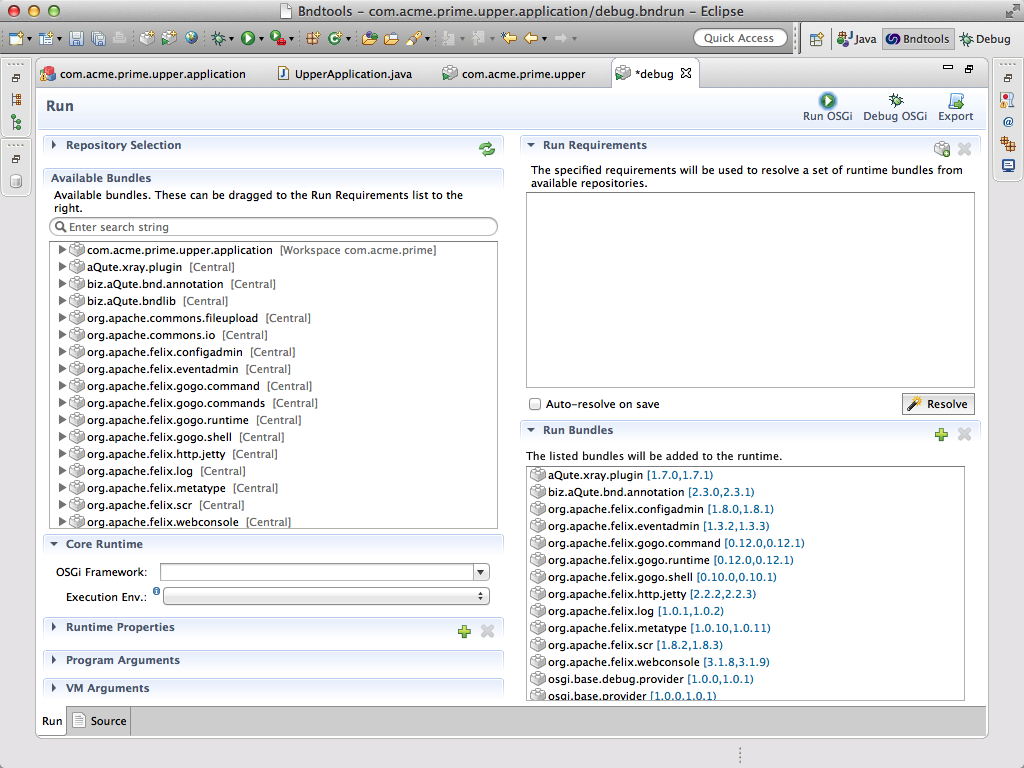 Bndtools - com.acme.prime.upper.application/debug.bndrun - Eclipse
Quick Access
Java
Bndtools
Debug
com.acme.prime.upper.application
UpperApplication.java
com.acme.prime.upper
*debug
Run
Run OSGi
Debug OSGi
Export
Repository Selection
Available Bundles
Available bundles. These can be dragged to the Run Requirements list to the
right.
Enter search string
com.acme.prime.upper.application [Workspace com.acme.prime]
aQute.xray.plugin [Central]
biz.aQute.bnd.annotation [Central]
biz.aQute.bndlib [Central]
org.apache.commons.fileupload [Central]
org.apache.commons.io [Central]
org.apache.felix.configadmin [Central]
org.apache.felix.eventadmin [Central]
org.apache.felix.gogo.command [Central]
org.apache.felix.gogo.commands [Central]
org.apache.felix.gogo.runtime [Central]
org.apache.felix.gogo.shell [Central]
org.apache.felix.http.jetty [Central]
org.apache.felix.log [Central]
org.apache.felix.metatype [Central]
org.apache.felix.scr [Central]
org.apache.felix.webconsole [Central]
Core Runtime
OSGi Framework:
Execution Env.:
Runtime Properties
Program Arguments
VM Arguments
Run Requirements
The specified requirements will be used to resolve a set of runtime bundles from
available repositories.
Auto-resolve on save
Resolve
Run Bundles
The listed bundles will be added to the runtime.
aQute.xray.plugin [1.7.0,1.7.1)
biz.aQute.bnd.annotation [2.3.0,2.3.1)
org.apache.felix.configadmin [1.8.0,1.8.1)
org.apache.felix.eventadmin [1.3.2,1.3.3)
org.apache.felix.gogo.command [0.12.0,0.12.1)
org.apache.felix.gogo.runtime [0.12.0,0.12.1)
org.apache.felix.gogo.shell [0.10.0,0.10.1)
org.apache.felix.http.jetty [2.2.2,2.2.3)
org.apache.felix.log [1.0.1,1.0.2)
org.apache.felix.metatype [1.0.10,1.0.11)
org.apache.felix.scr [1.8.2,1.8.3)
org.apache.felix.webconsole [3.1.8,3.1.9)
osgi.base.debug.provider [1.0.0,1.0.1)
osgi.base.provider [1.0.0,1.0.1)
Run
Source